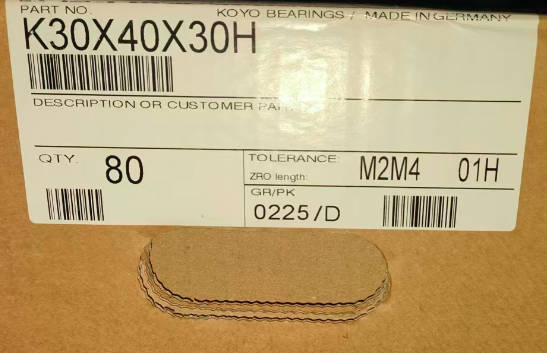 PART NO. KOYO BEARINGS / MADE IN GERMANY
K30X40X30H
DESCRIPTION OR CUSTOMER
QTY. 80
TOLERANCE:
ZRO length: M2M4 01H
GR/PK
0225/D